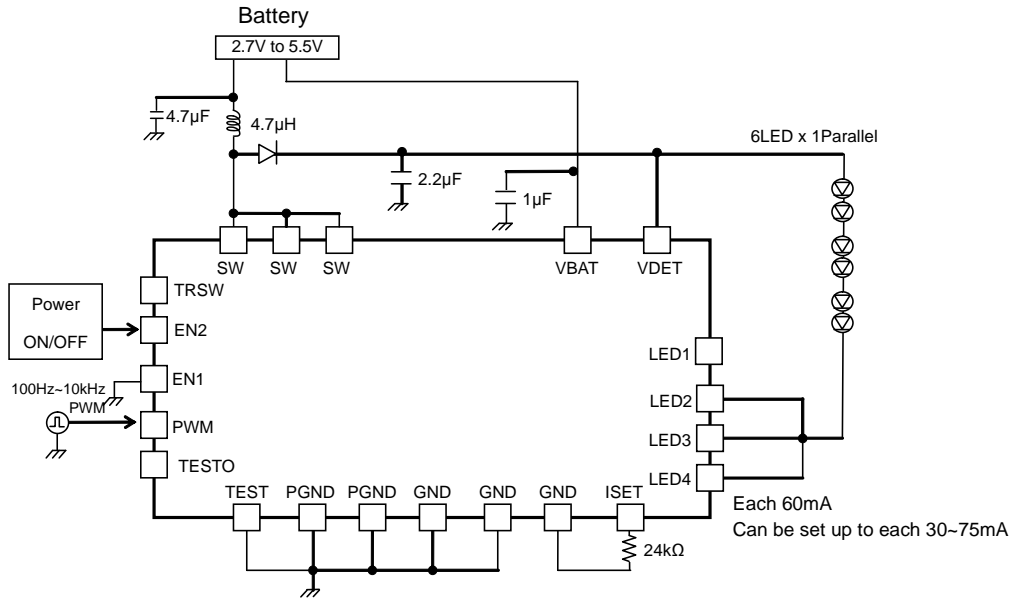 Battery
2.7V to 5.5V
4.7µF
4.7µH
6LED x 1Parallel
2.2µF
1µF
SW
SW
SW
VBAT
VDET
TRSW
Power
ON/OFF
EN2
LED1
EN1
100Hz~10kHz
PWM
LED2
PWM
LED3
TESTO
LED4
TEST
PGND
PGND
GND
GND
GND
ISET
Each 60mA
Can be set up to each 30~75mA
24kΩ